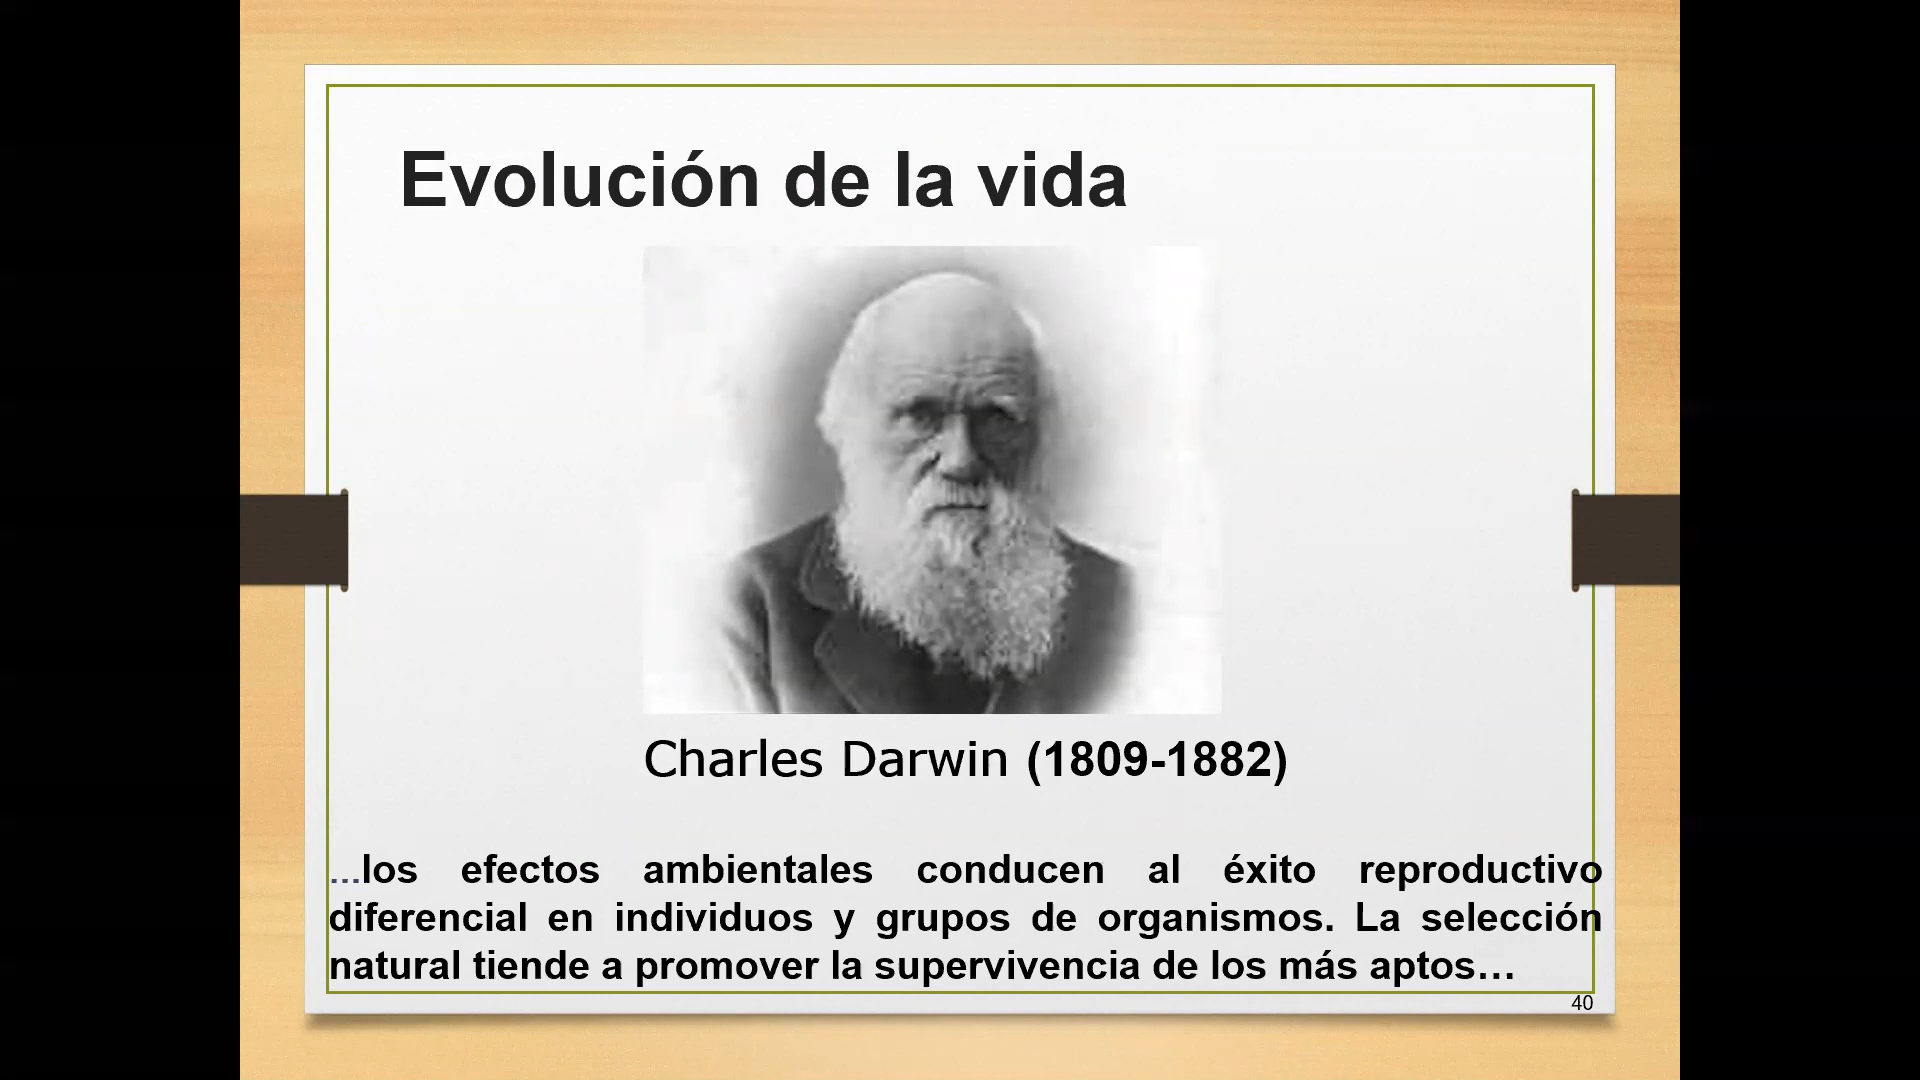 Evolución de la vida
Charles Darwin (1809-1882)
...los efectos ambientales conducen al éxito reproductivo
diferencial en individuos y grupos de organismos. La selección
natural tiende a promover la supervivencia de los más aptos…
40